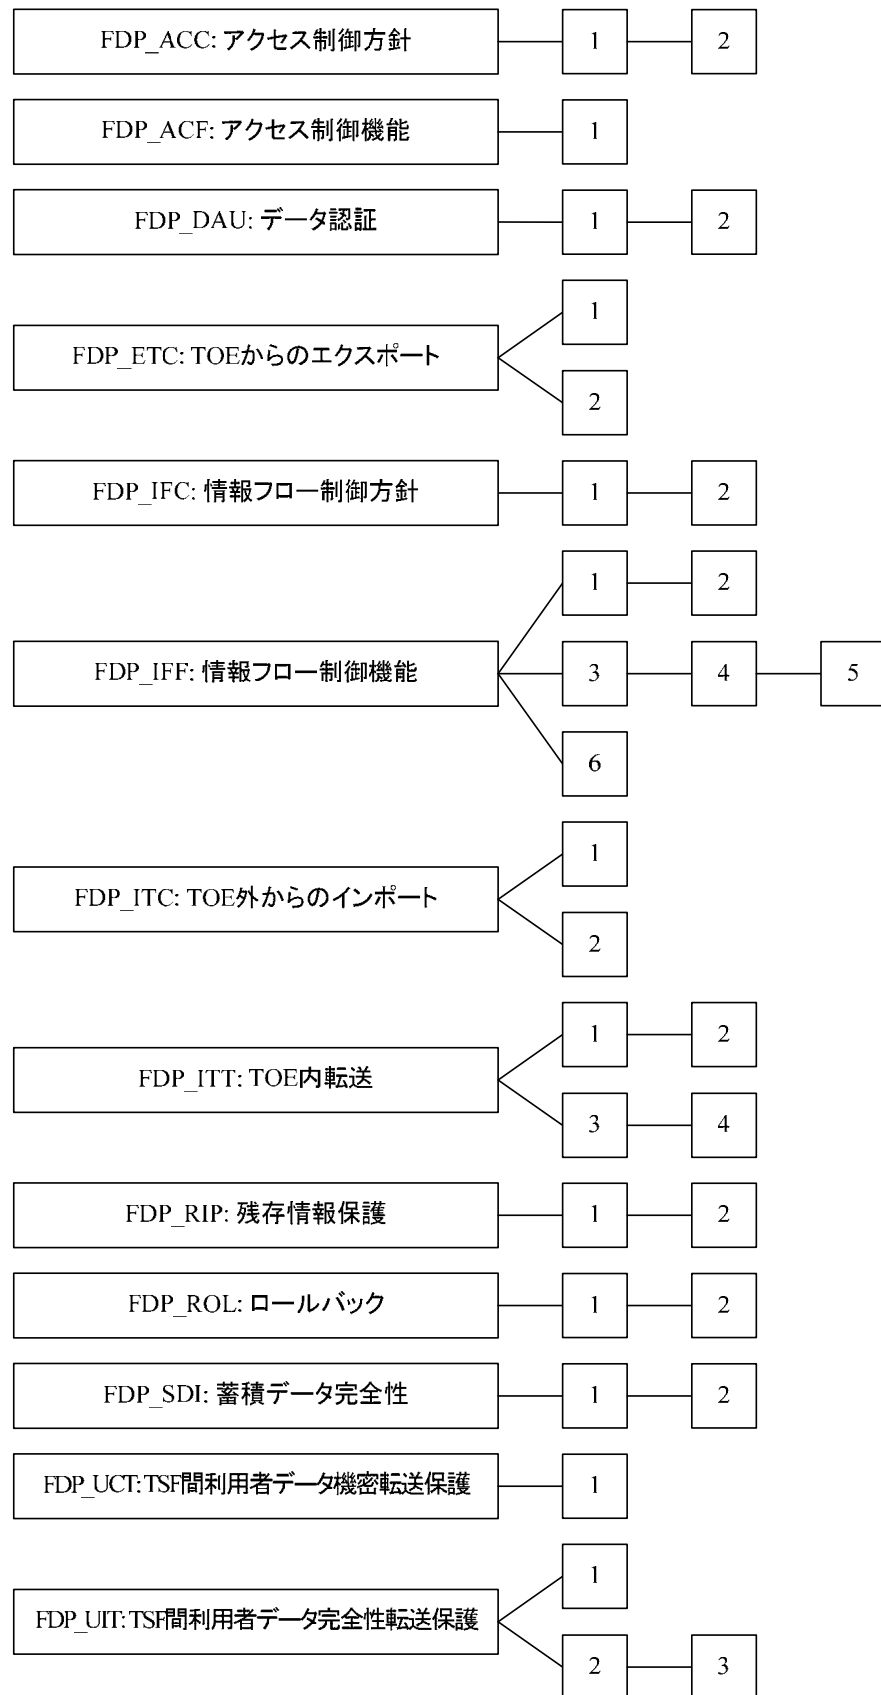 FDP_ACC: アクセス制御方針 1 2
FDP_ACF: アクセス制御機能 1
FDP_DAU: データ認証 1 2
1
FDP_ETC: TOEからのエクスポート
2
FDP_IFC: 情報フロー制御方針 1 2
1 2
FDP_IFF: 情報フロー制御機能 3 4 5
6
1
FDP_ITC: TOE外からのインポート
2
1 2
FDP_ITT: TOE内転送
3 4
FDP_RIP: 残存情報保護 1 2
FDP_ROL: ロールバック 1 2
FDP_SDI: 蓄積データ完全性 1 2
FDP_UCT: TSF間利用者データ機密転送保護 1
1
FDP_UIT: TSF間利用者データ完全性転送保護
2 3